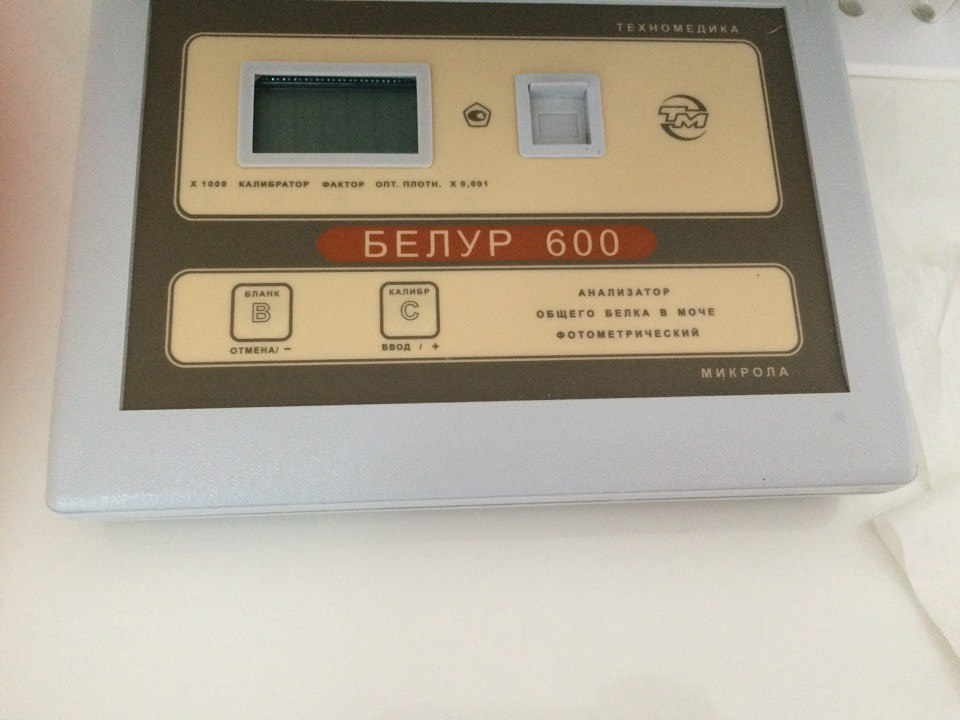 ТЕХНОМЕДИКА
ТМ
X 1000 КАЛИБРАТОР ФАКТОР ОПТ. ПЛОТН. X 0,001
БЕЛУР 600
БЛАНК
B
ОТМЕНА/ –
КАЛИБР
C
ВВОД / +
АНАЛИЗАТОР
ОБЩЕГО БЕЛКА В МОЧЕ
ФОТОМЕТРИЧЕСКИЙ
МИКРОЛА